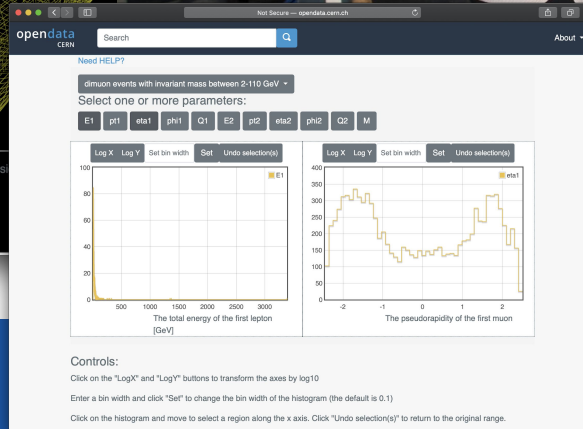 Not Secure — opendata.cern.ch
opendata
CERN
Search
About
Need HELP?
dimuon events with invariant mass between 2-110 GeV
Select one or more parameters:
E1 pt1 eta1 phi1 Q1 E2 pt2 eta2 phi2 Q2 M
Log X Log Y Set bin width Set Undo selection(s)
100
80
60
40
20
0
E1
500 1000 1500 2000 2500 3000
The total energy of the first lepton
[GeV]
Log X Log Y Set bin width Set Undo selection(s)
400
350
300
250
200
150
100
50
0
eta1
-2 -1 0 1 2
The pseudorapidity of the first muon
Controls:
Click on the "LogX" and "LogY" buttons to transform the axes by log10
Enter a bin width and click "Set" to change the bin width of the histogram (the default is 0.1)
Click on the histogram and move to select a region along the x axis. Click "Undo selection(s)" to return to the original range.